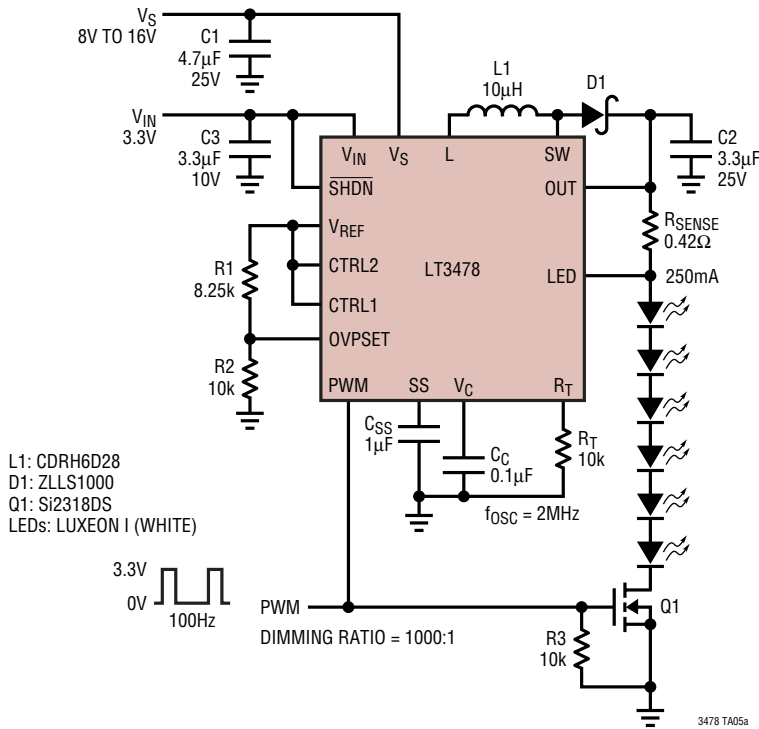 VS
8V TO 16V
C1
4.7µF
25V
VIN
3.3V
C3
3.3µF
10V
L1
10µH
D1
C2
3.3µF
25V
VIN
VS
L
SW
SHDN
OUT
VREF
CTRL2
CTRL1
OVPSET
LT3478
LED
RSENSE
0.42Ω
250mA
R1
8.25k
R2
10k
PWM
SS
VC
RT
CSS
1µF
CC
0.1µF
RT
10k
fOSC = 2MHz
L1: CDRH6D28
D1: ZLLS1000
Q1: Si2318DS
LEDs: LUXEON I (WHITE)
3.3V
0V
100Hz
PWM
DIMMING RATIO = 1000:1
R3
10k
Q1
3478 TA05a